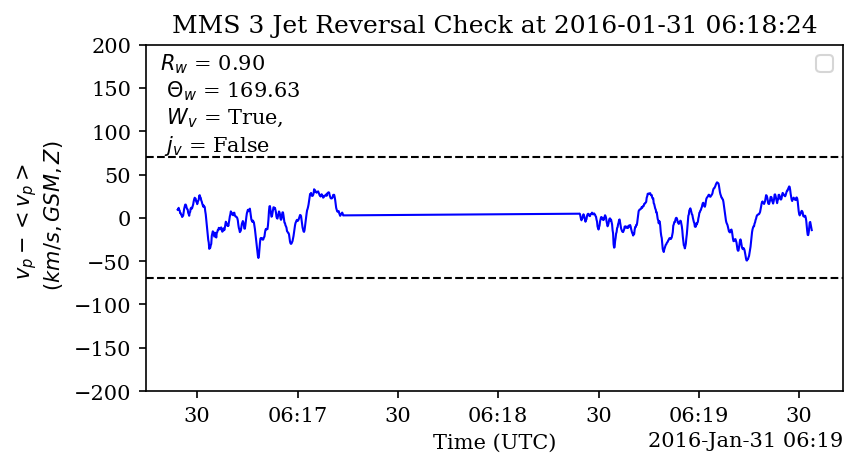 MMS 3 Jet Reversal Check at 2016-01-31 06:18:24
R_w = 0.90
Θ_w = 169.63
W_v = True,
j_v = False
v_p − < v_p >
(km/s, GSM, Z)
200
150
100
50
0
−50
−100
−150
−200
30 06:17 30 06:18 30 06:19 30
Time (UTC) 2016-Jan-31 06:19